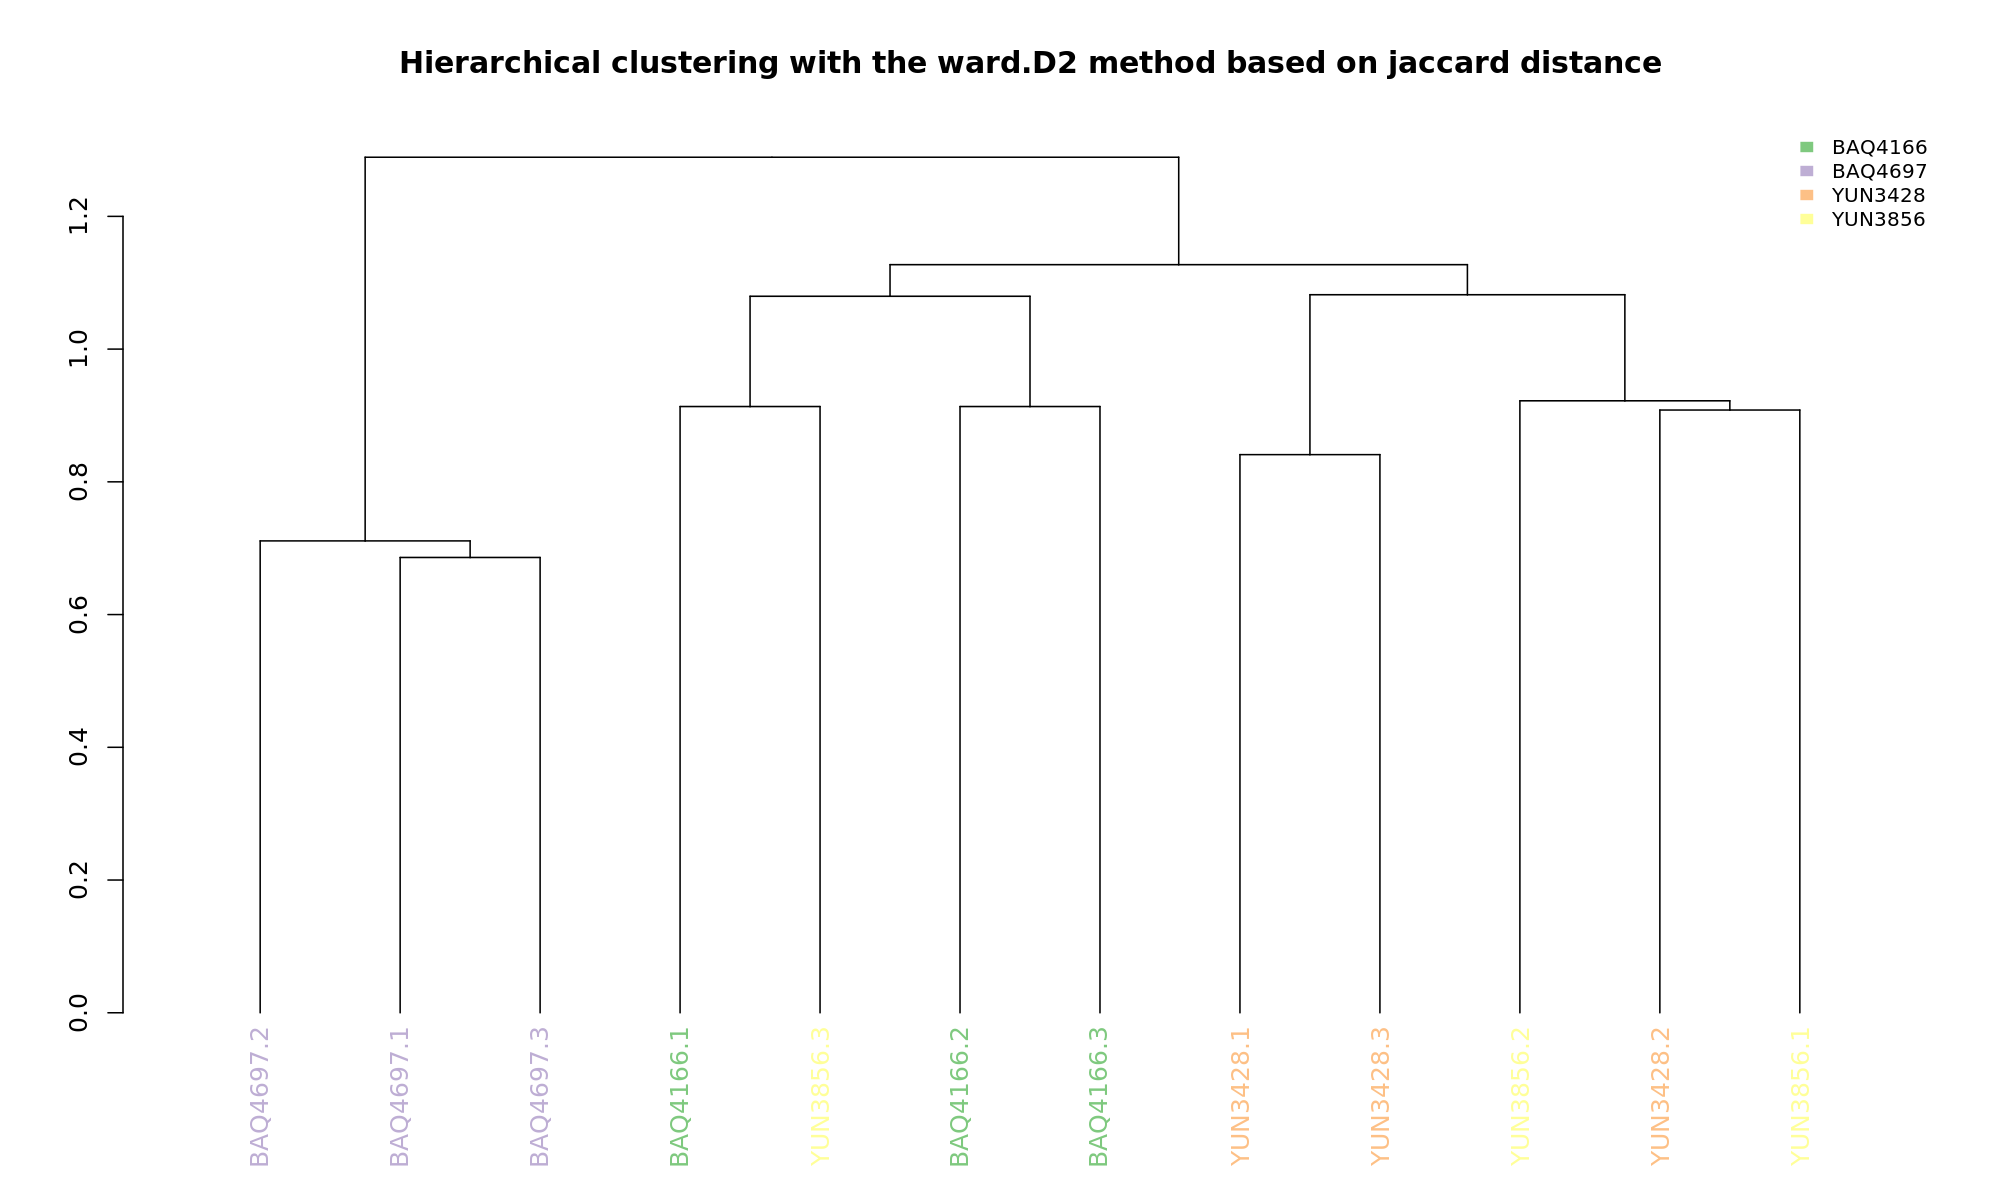 Hierarchical clustering with the ward.D2 method based on jaccard distance
BAQ4166
BAQ4697
YUN3428
YUN3856
1.2
1.0
0.8
0.6
0.4
0.2
0.0
BAQ4697.2
BAQ4697.1
BAQ4697.3
BAQ4166.1
YUN3856.3
BAQ4166.2
BAQ4166.3
YUN3428.1
YUN3428.3
YUN3856.2
YUN3428.2
YUN3856.1